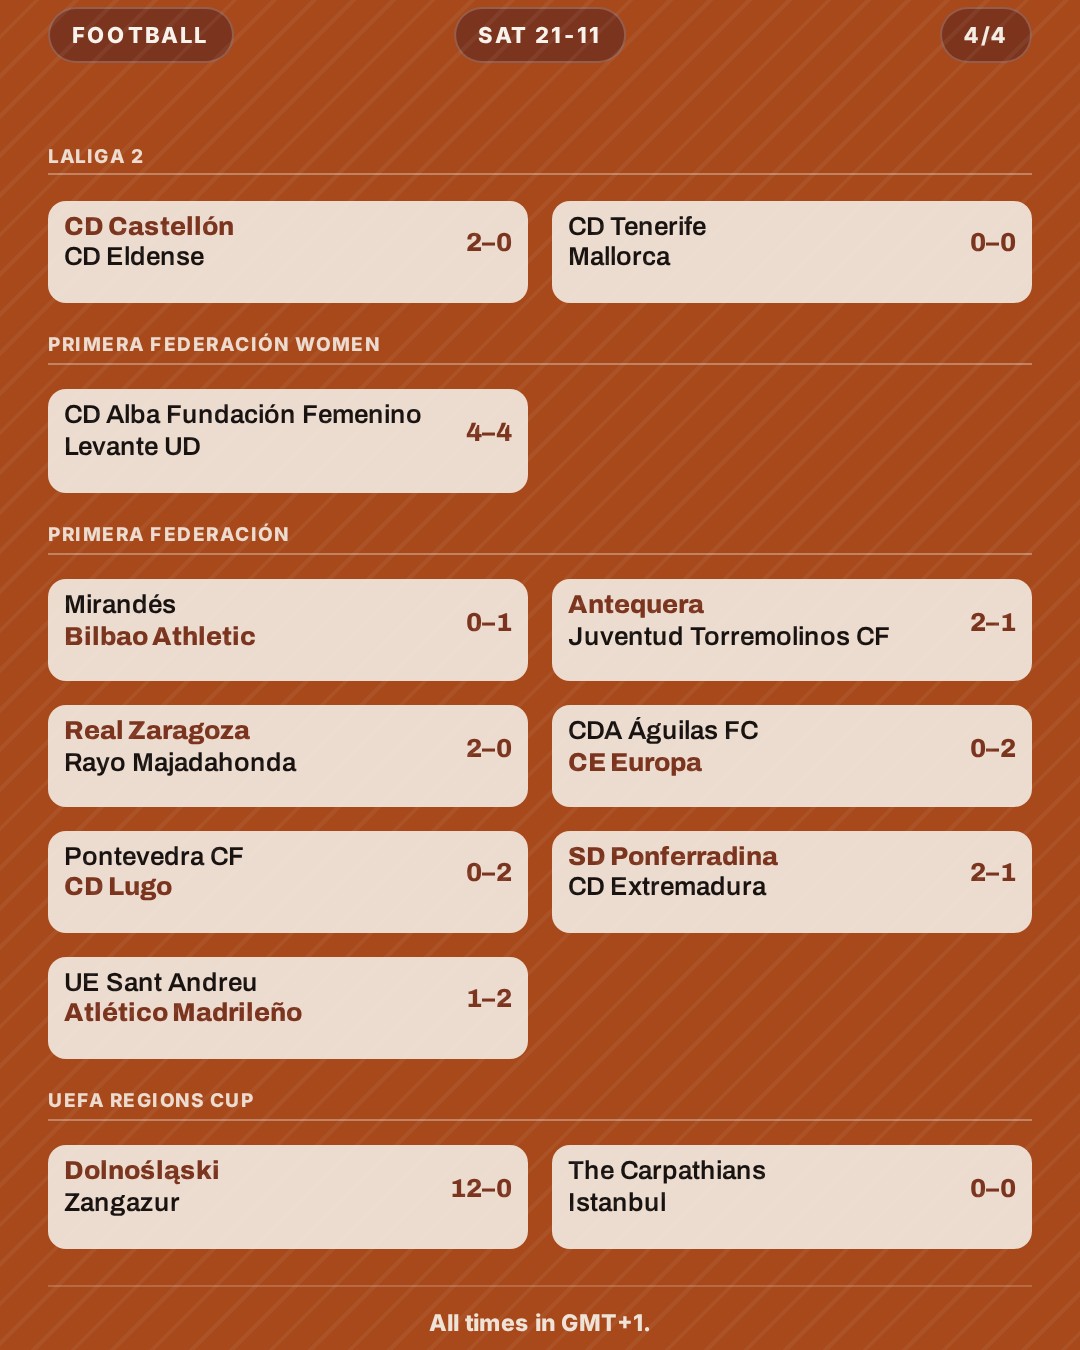 FOOTBALL
SAT 21-11
4/4
LALIGA 2
CD Castellón
CD Eldense
2–0
CD Tenerife
Mallorca
0–0
PRIMERA FEDERACIÓN WOMEN
CD Alba Fundación Femenino
Levante UD
4–4
PRIMERA FEDERACIÓN
Mirandés
Bilbao Athletic
0–1
Antequera
Juventud Torremolinos CF
2–1
Real Zaragoza
Rayo Majadahonda
2–0
CDA Águilas FC
CE Europa
0–2
Pontevedra CF
CD Lugo
0–2
SD Ponferradina
CD Extremadura
2–1
UE Sant Andreu
Atlético Madrileño
1–2
UEFA REGIONS CUP
Dolnośląski
Zangazur
12–0
The Carpathians
Istanbul
0–0
All times in GMT+1.